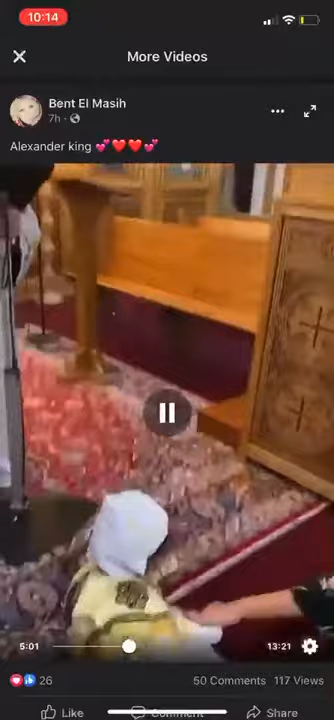 10:14
More Videos
Bent El Masih
7h ·
Alexander king 💕❤️❤️💕
5:01
13:21
26
50 Comments 117 Views
Like
Comment
Share